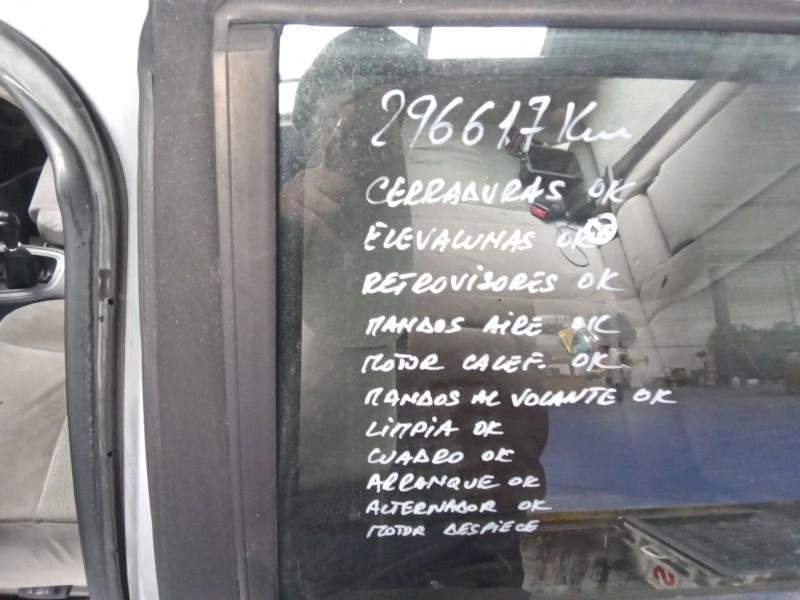 296617 Km
CERRADURAS OK
ELEVALUNAS OK
RETROVISORES OK
MANDOS AIRE OK
MOTOR CALEF. OK
MANDOS AL VOLANTE OK
LIMPIA OK
CUADRO OK
ARRANQUE OK
ALTERNADOR OK
MOTOR DESPIECE